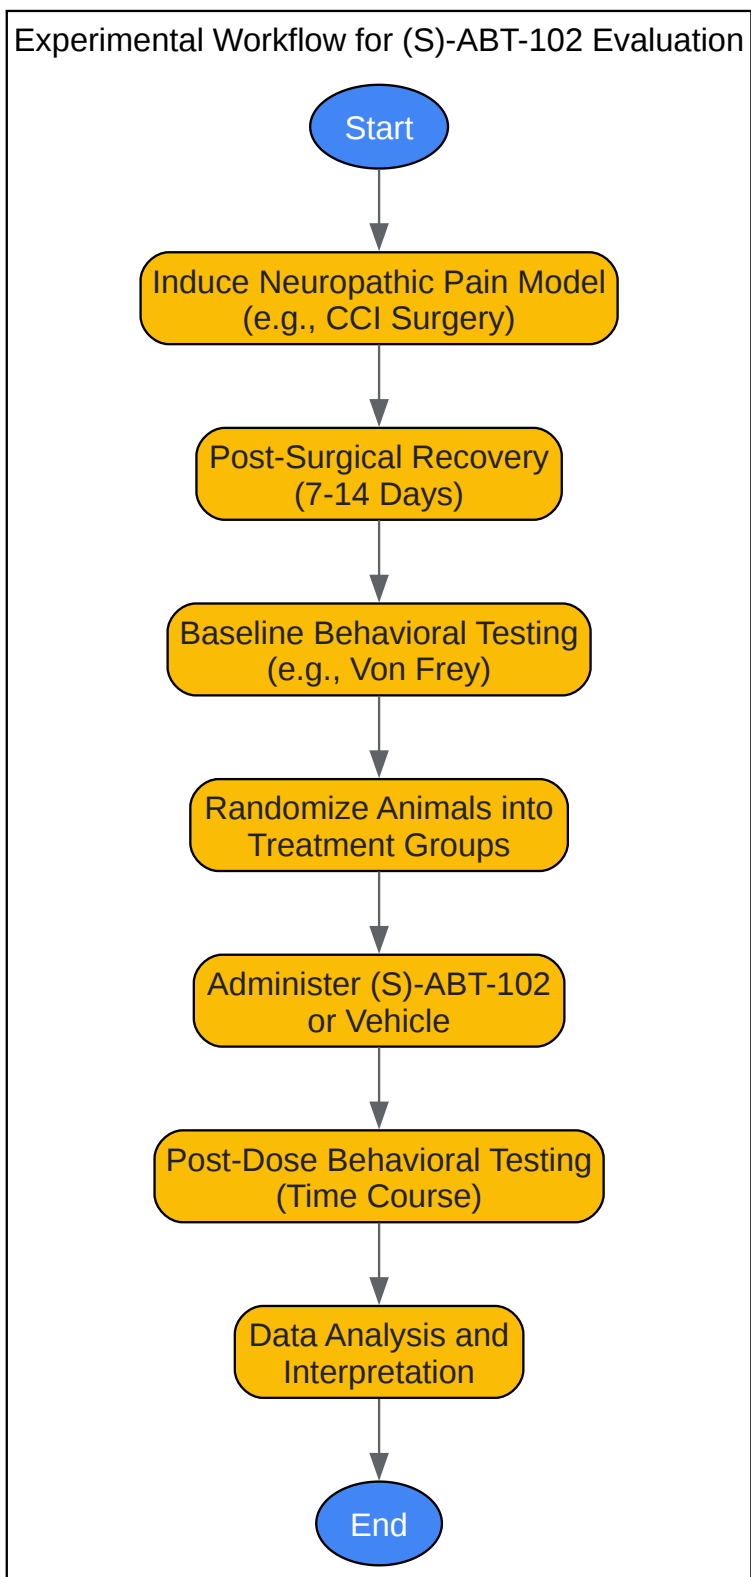 Experimental Workflow for (S)-ABT-102 Evaluation
Start
Induce Neuropathic Pain Model
(e.g., CCI Surgery)
Post-Surgical Recovery
(7-14 Days)
Baseline Behavioral Testing
(e.g., Von Frey)
Randomize Animals into
Treatment Groups
Administer (S)-ABT-102
or Vehicle
Post-Dose Behavioral Testing
(Time Course)
Data Analysis and
Interpretation
End